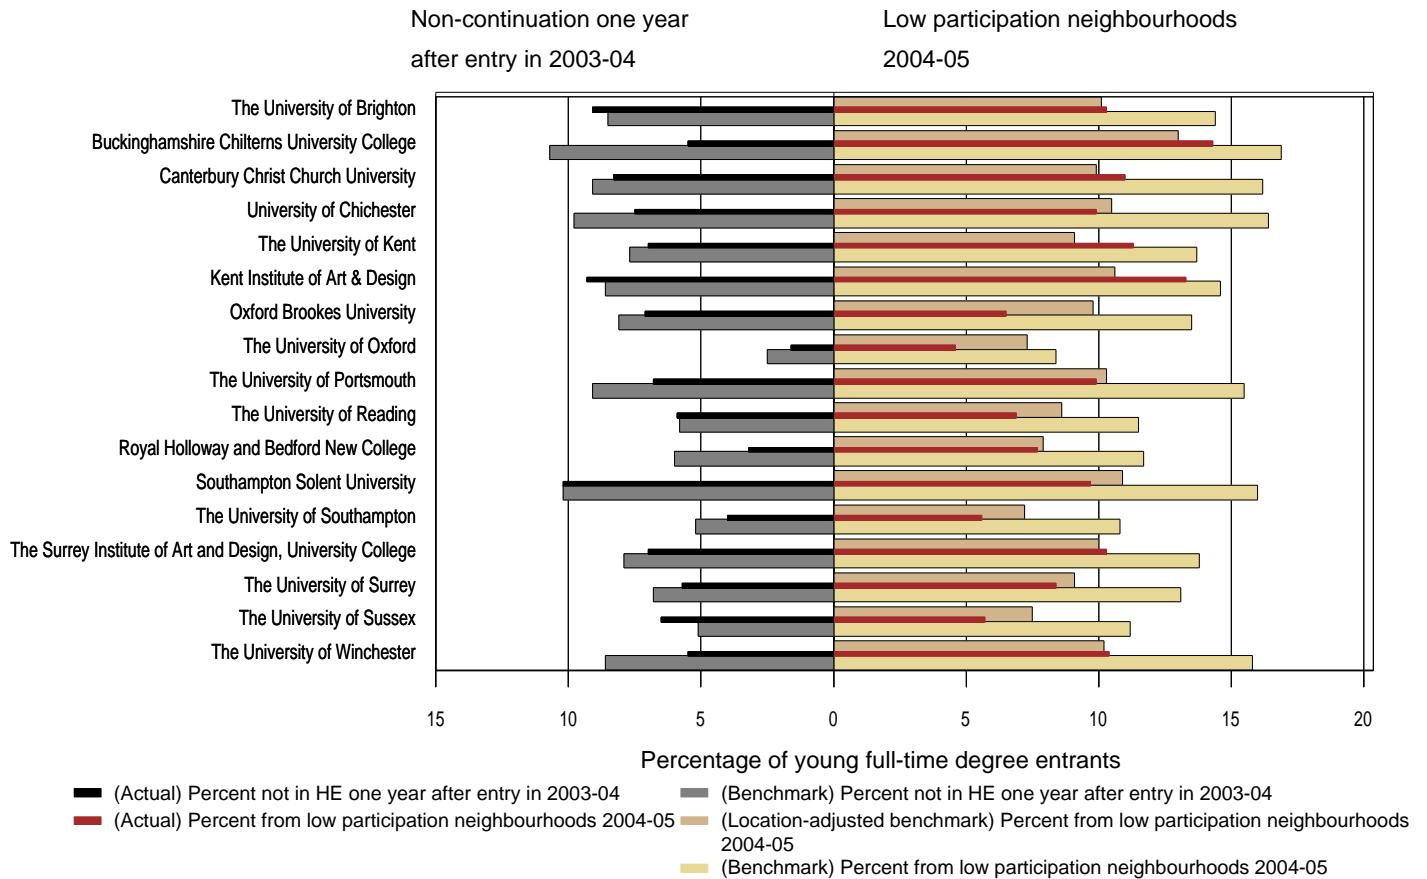 Non-continuation one year
after entry in 2003-04
Low participation neighbourhoods
2004-05
The University of Brighton
Buckinghamshire Chilterns University College
Canterbury Christ Church University
University of Chichester
The University of Kent
Kent Institute of Art & Design
Oxford Brookes University
The University of Oxford
The University of Portsmouth
The University of Reading
Royal Holloway and Bedford New College
Southampton Solent University
The University of Southampton
The Surrey Institute of Art and Design, University College
The University of Surrey
The University of Sussex
The University of Winchester
15 10 5 0 5 10 15 20
Percentage of young full-time degree entrants
(Actual) Percent not in HE one year after entry in 2003-04
(Benchmark) Percent not in HE one year after entry in 2003-04
(Actual) Percent from low participation neighbourhoods 2004-05
(Location-adjusted benchmark) Percent from low participation neighbourhoods
2004-05
(Benchmark) Percent from low participation neighbourhoods 2004-05